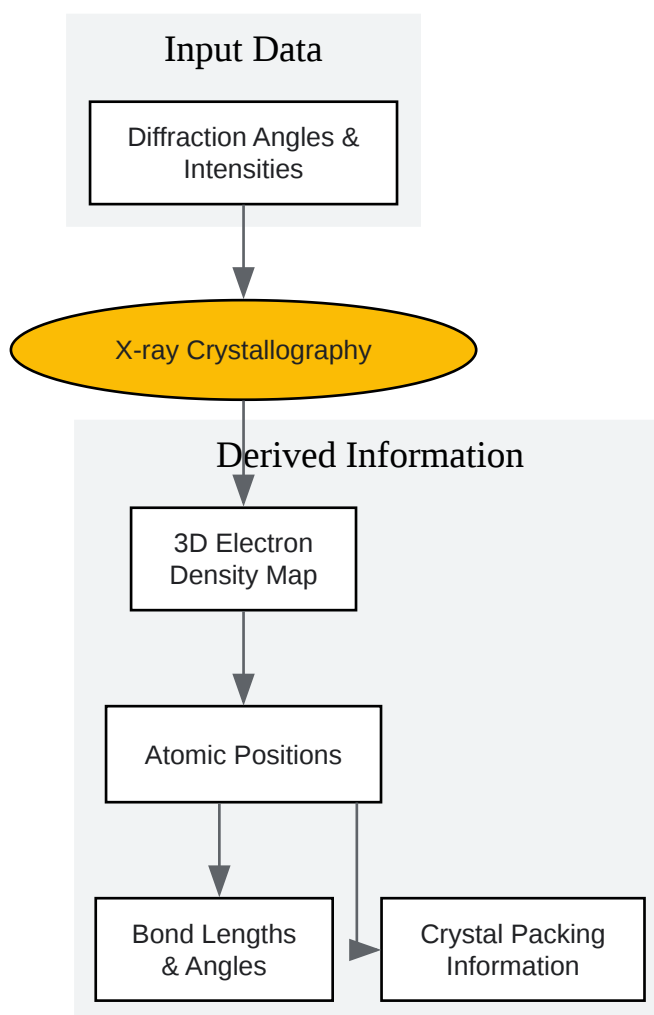 Input Data
Diffraction Angles &
Intensities
X-ray Crystallography
Derived Information
3D Electron
Density Map
Atomic Positions
Bond Lengths
& Angles
Crystal Packing
Information